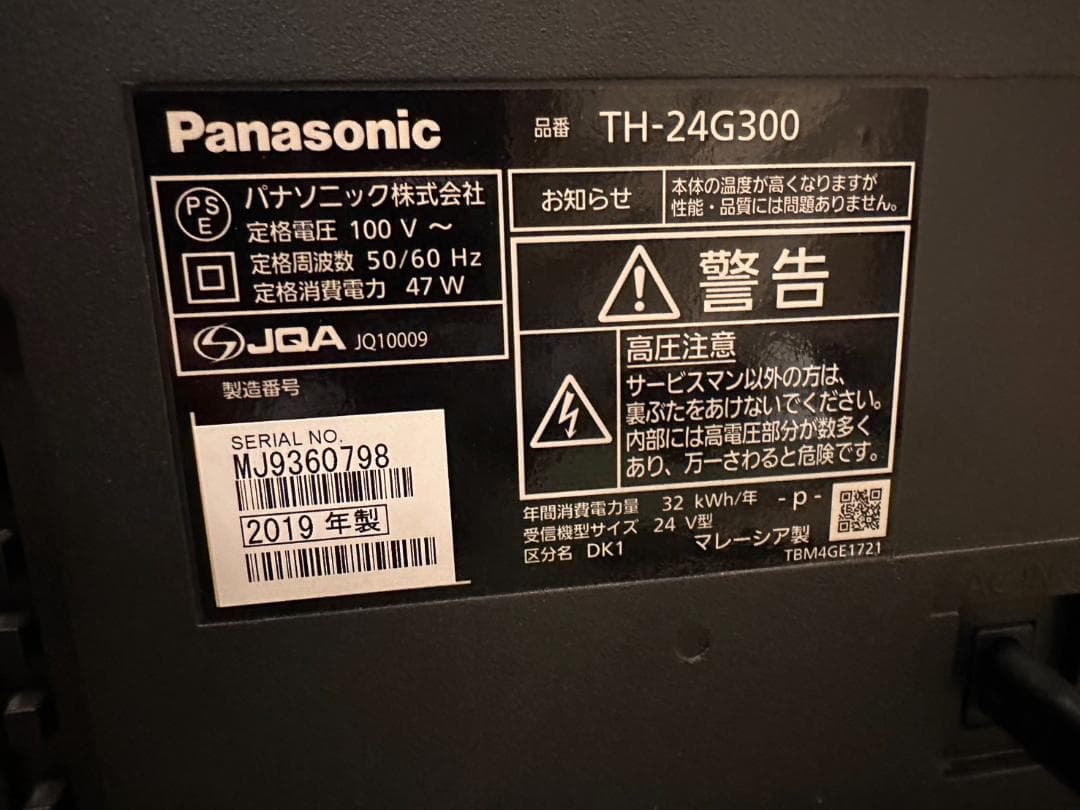 Panasonic
品番 TH-24G300
PS
E
パナソニック株式会社
定格電圧 100 V ～
定格周波数 50/60 Hz
定格消費電力 47 W
JQA JQ10009
製造番号
SERIAL NO.
MJ9360798
2019 年製
お知らせ
本体の温度が高くなりますが
性能・品質には問題ありません。
警告
高圧注意
サービスマン以外の方は、
裏ぶたをあけないでください。
内部には高電圧部分が数多く
あり、万一さわると危険です。
年間消費電力量 32 kWh/年 -p-
受信機型サイズ 24 V型
区分名 DK1 マレーシア製
TBM4GE1721
AC IN